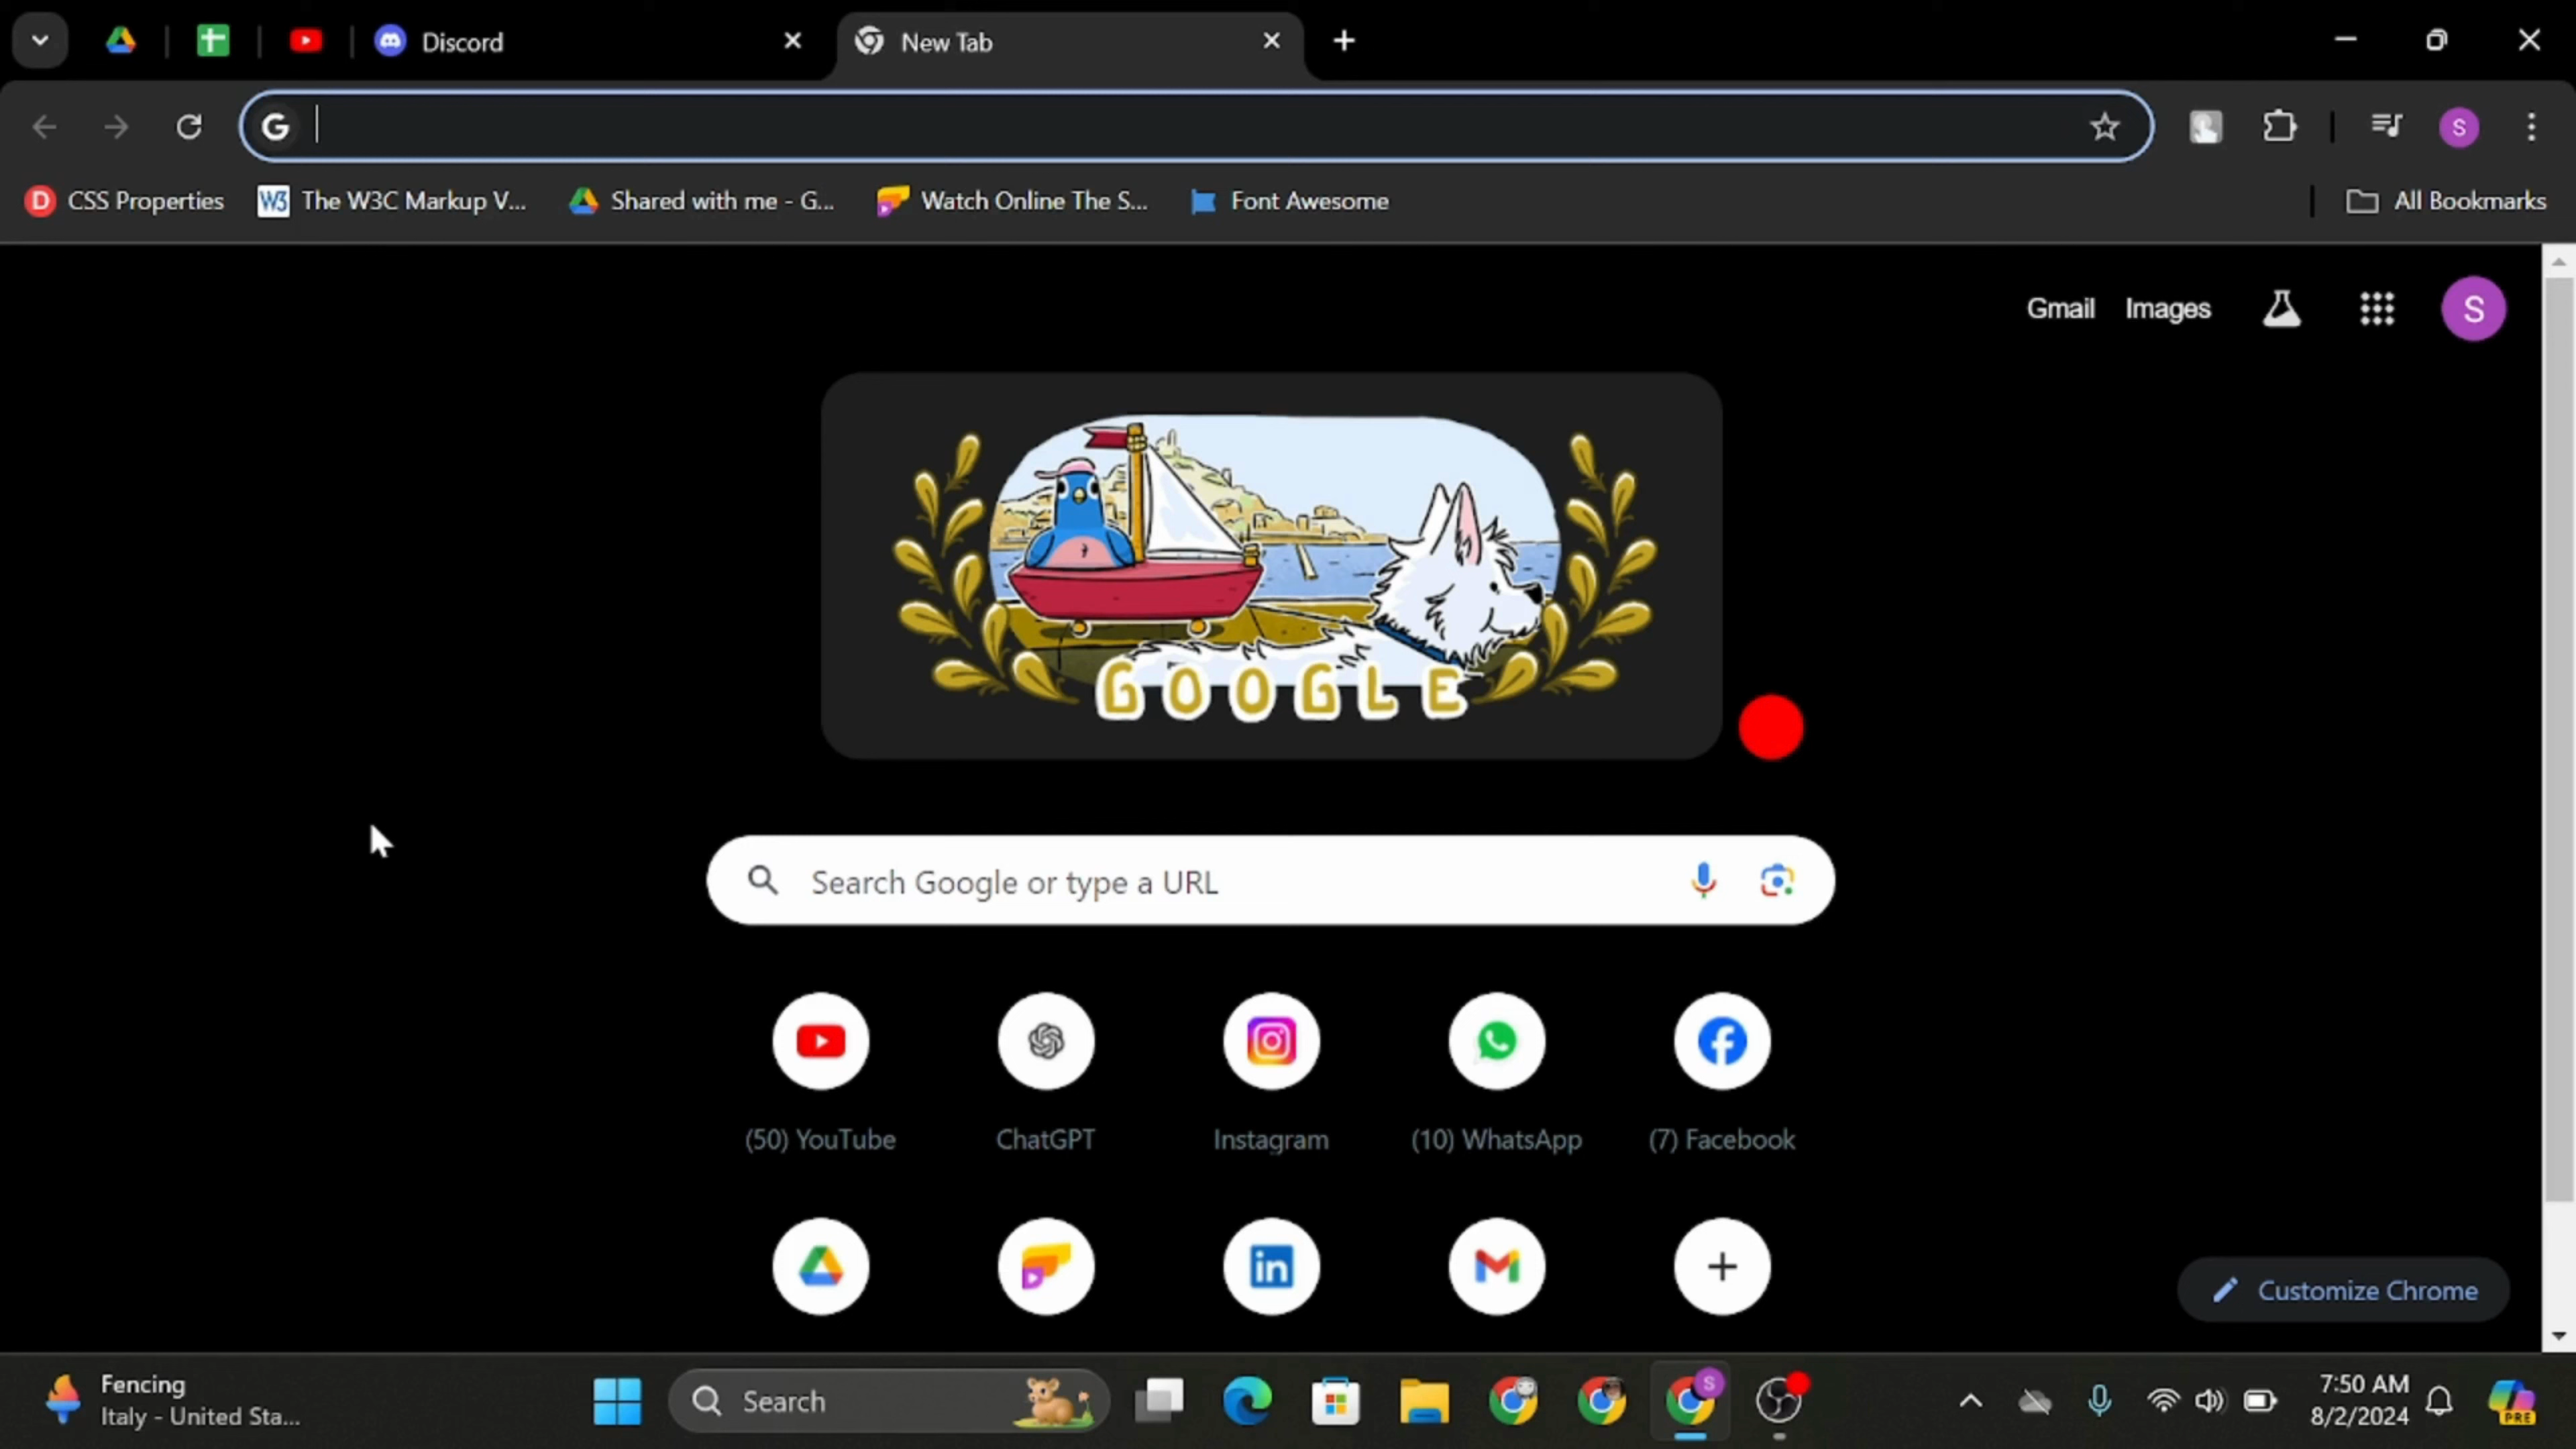 Discord
New Tab
CSS Properties
The W3C Markup V...
Shared with me - G...
Watch Online The S...
Font Awesome
All Bookmarks
S
Gmail
Images
S
GOOGLE
Search Google or type a URL
(50) YouTube
ChatGPT
Instagram
(10) WhatsApp
(7) Facebook
Customize Chrome
Fencing
Italy - United Sta...
Search
S
7:50 AM
8/2/2024
PRE